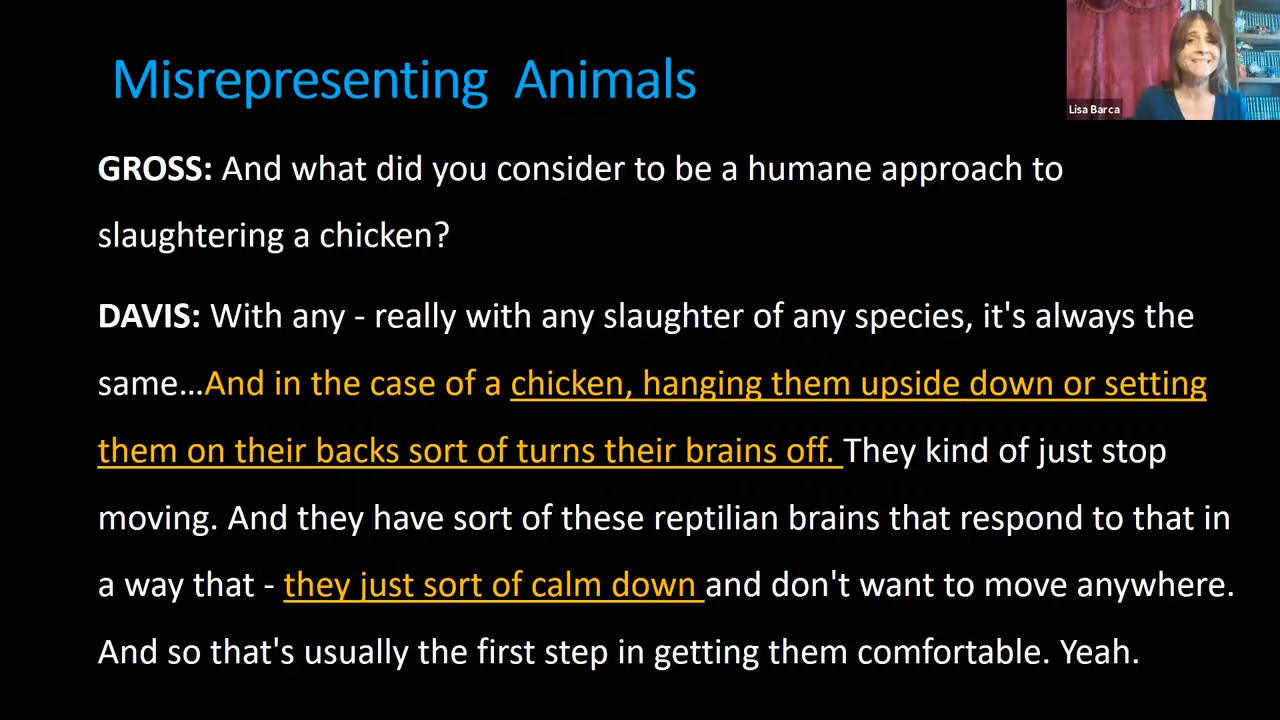 Misrepresenting Animals
Lisa Barca
GROSS: And what did you consider to be a humane approach to
slaughtering a chicken?
DAVIS: With any - really with any slaughter of any species, it's always the
same...And in the case of a chicken, hanging them upside down or setting
them on their backs sort of turns their brains off. They kind of just stop
moving. And they have sort of these reptilian brains that respond to that in
a way that - they just sort of calm down and don't want to move anywhere.
And so that's usually the first step in getting them comfortable. Yeah.